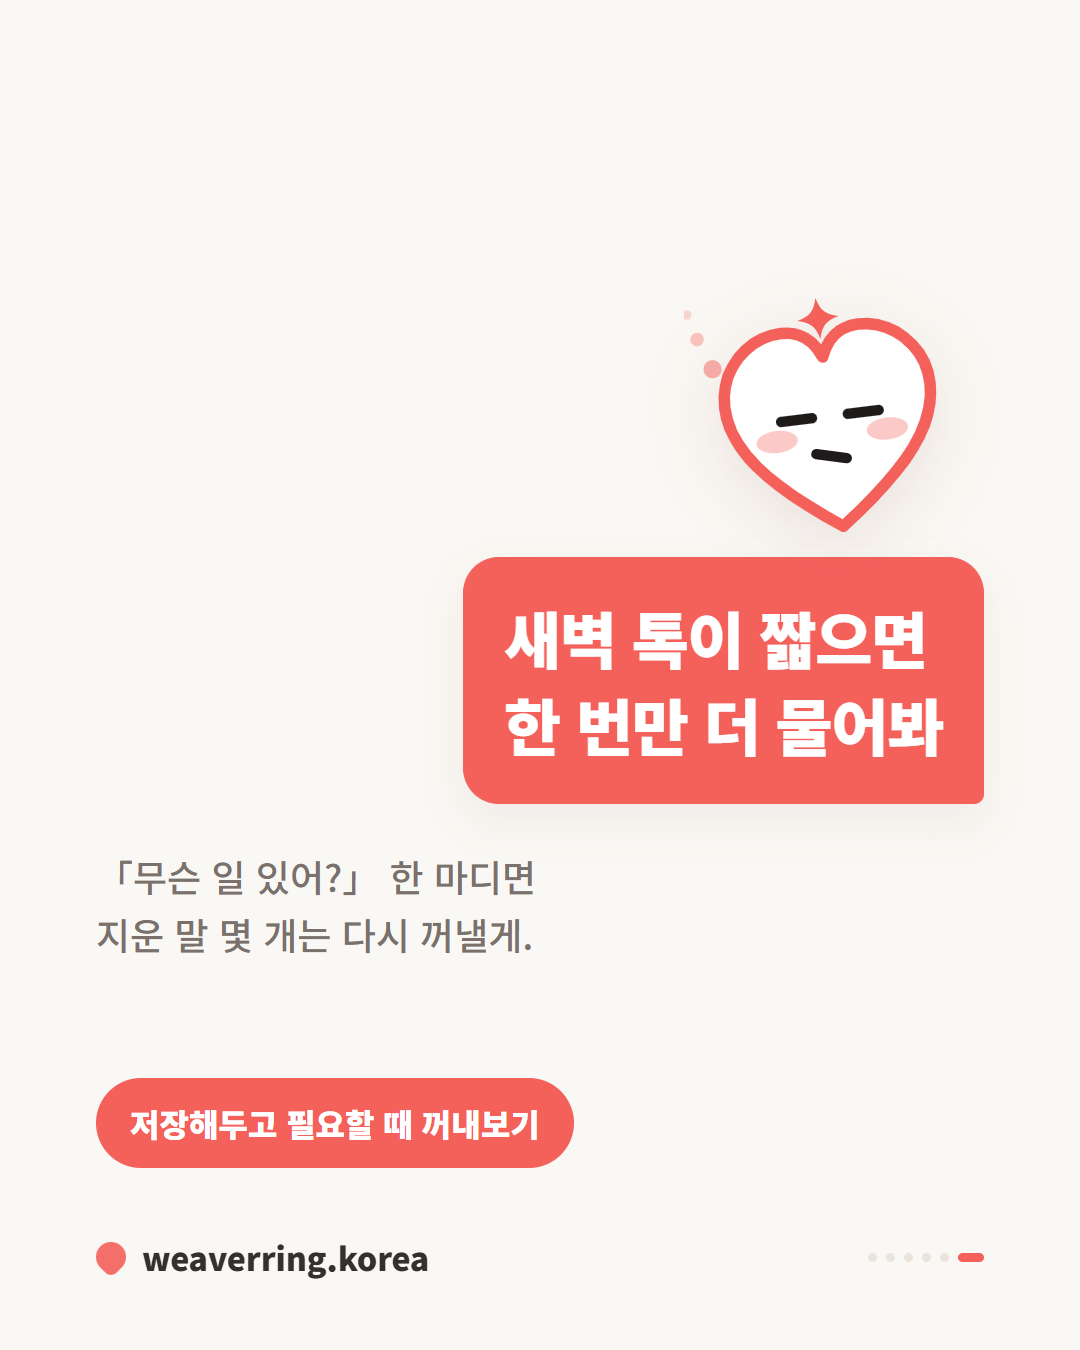 새벽 톡이 짧으면
한 번만 더 물어봐
「무슨 일 있어?」 한 마디면
지운 말 몇 개는 다시 꺼낼게.
저장해두고 필요할 때 꺼내보기
weaverring.korea